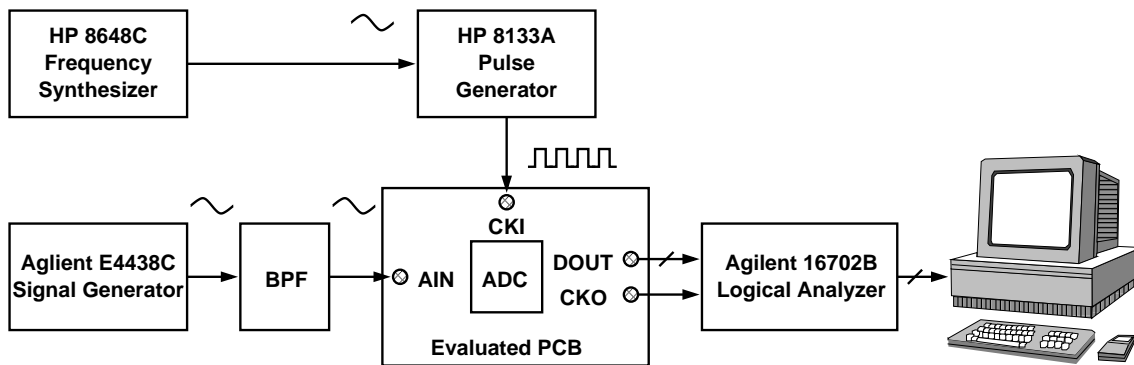 HP 8648C
Frequency
Synthesizer
HP 8133A
Pulse
Generator
CKI
Aglient E4438C
Signal Generator
BPF
AIN
ADC
DOUT
CKO
Evaluated PCB
Agilent 16702B
Logical Analyzer